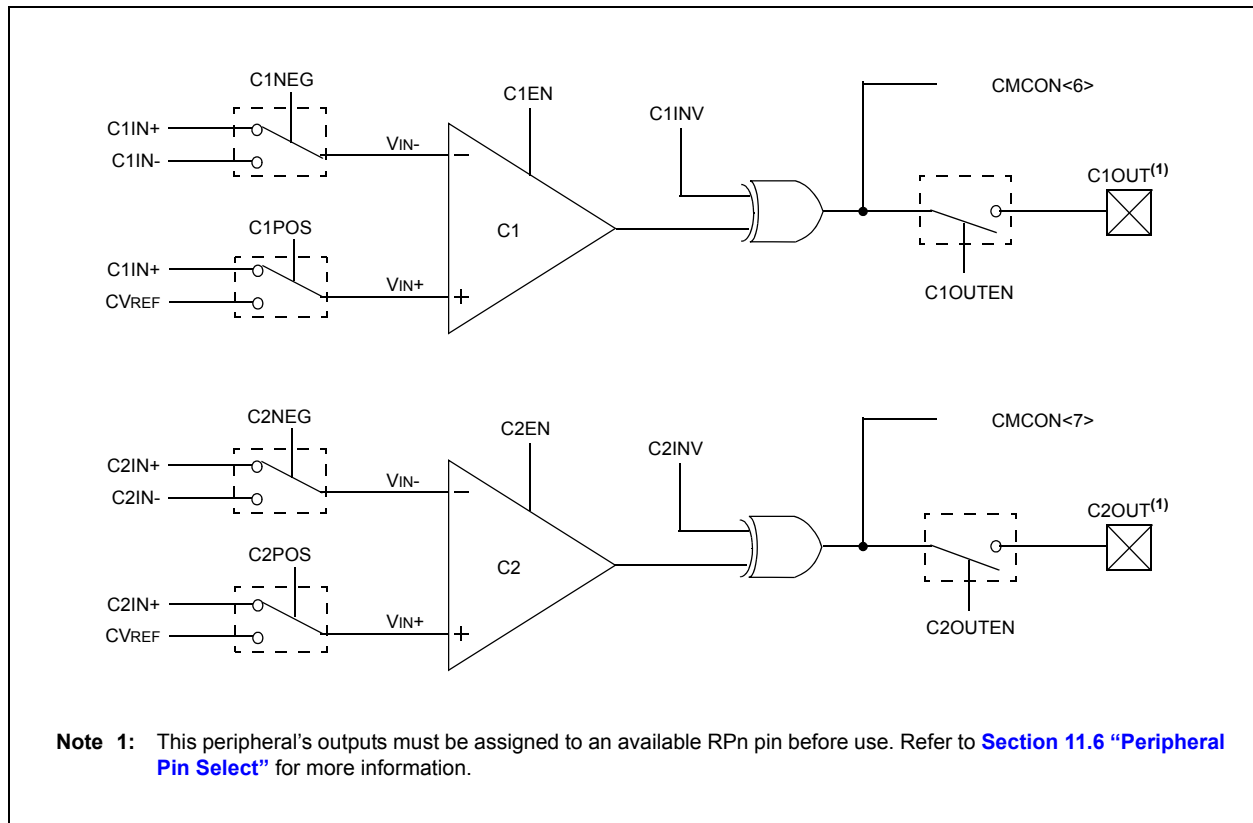 C1NEG
C1EN
C1INV
CMCON<6>
C1IN+
C1IN-
VIN-
−
C1OUT(1)
C1
C1POS
C1IN+
CVREF
VIN+
+
C1OUTEN
C2NEG
C2EN
C2INV
CMCON<7>
C2IN+
C2IN-
VIN-
−
C2OUT(1)
C2
C2POS
C2IN+
CVREF
VIN+
+
C2OUTEN
Note 1: This peripheral’s outputs must be assigned to an available RPn pin before use. Refer to Section 11.6 “Peripheral
Pin Select” for more information.